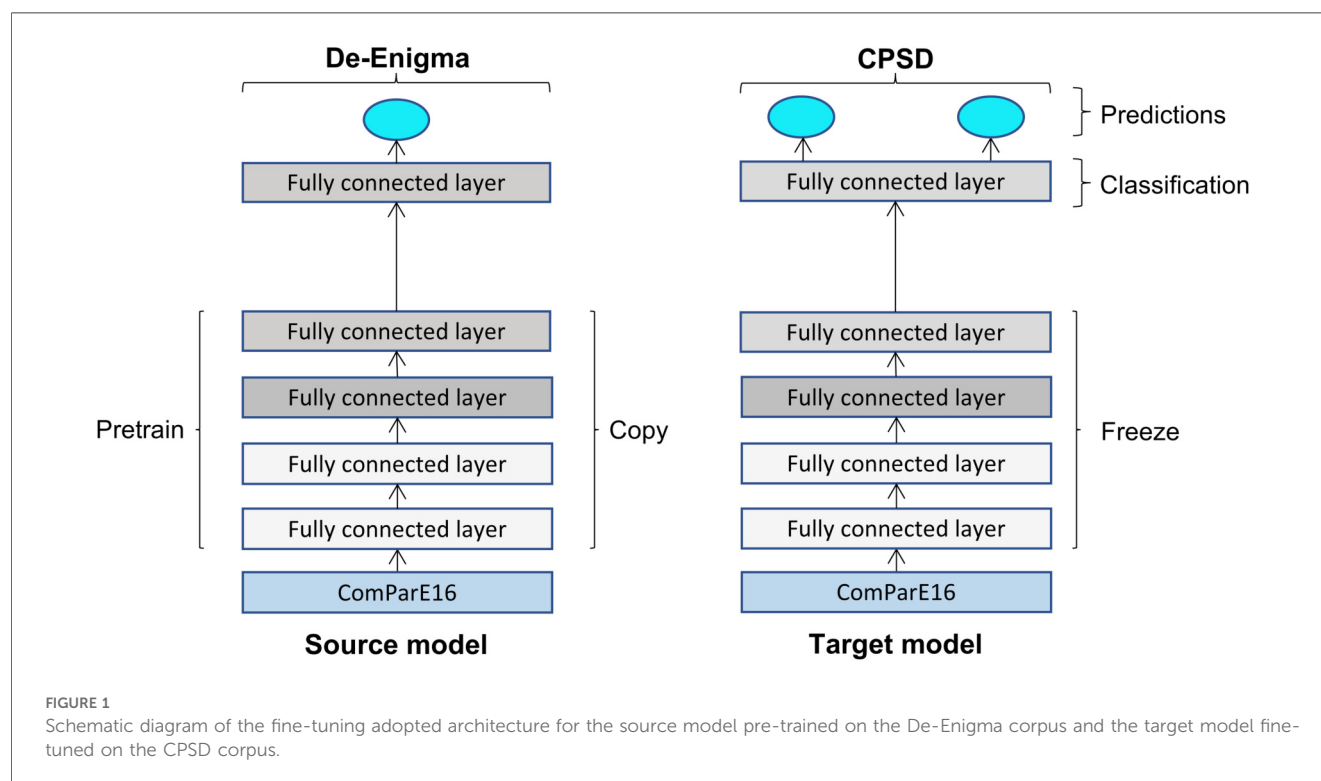 De-Enigma
CPSD
Predictions
Fully connected layer
Fully connected layer
Classification
Fully connected layer
Fully connected layer
Fully connected layer
Fully connected layer
Pretrain
Copy
Freeze
Fully connected layer
Fully connected layer
Fully connected layer
Fully connected layer
ComParE16
ComParE16
Source model
Target model
FIGURE 1
Schematic diagram of the fine-tuning adopted architecture for the source model pre-trained on the De-Enigma corpus and the target model fine-
tuned on the CPSD corpus.